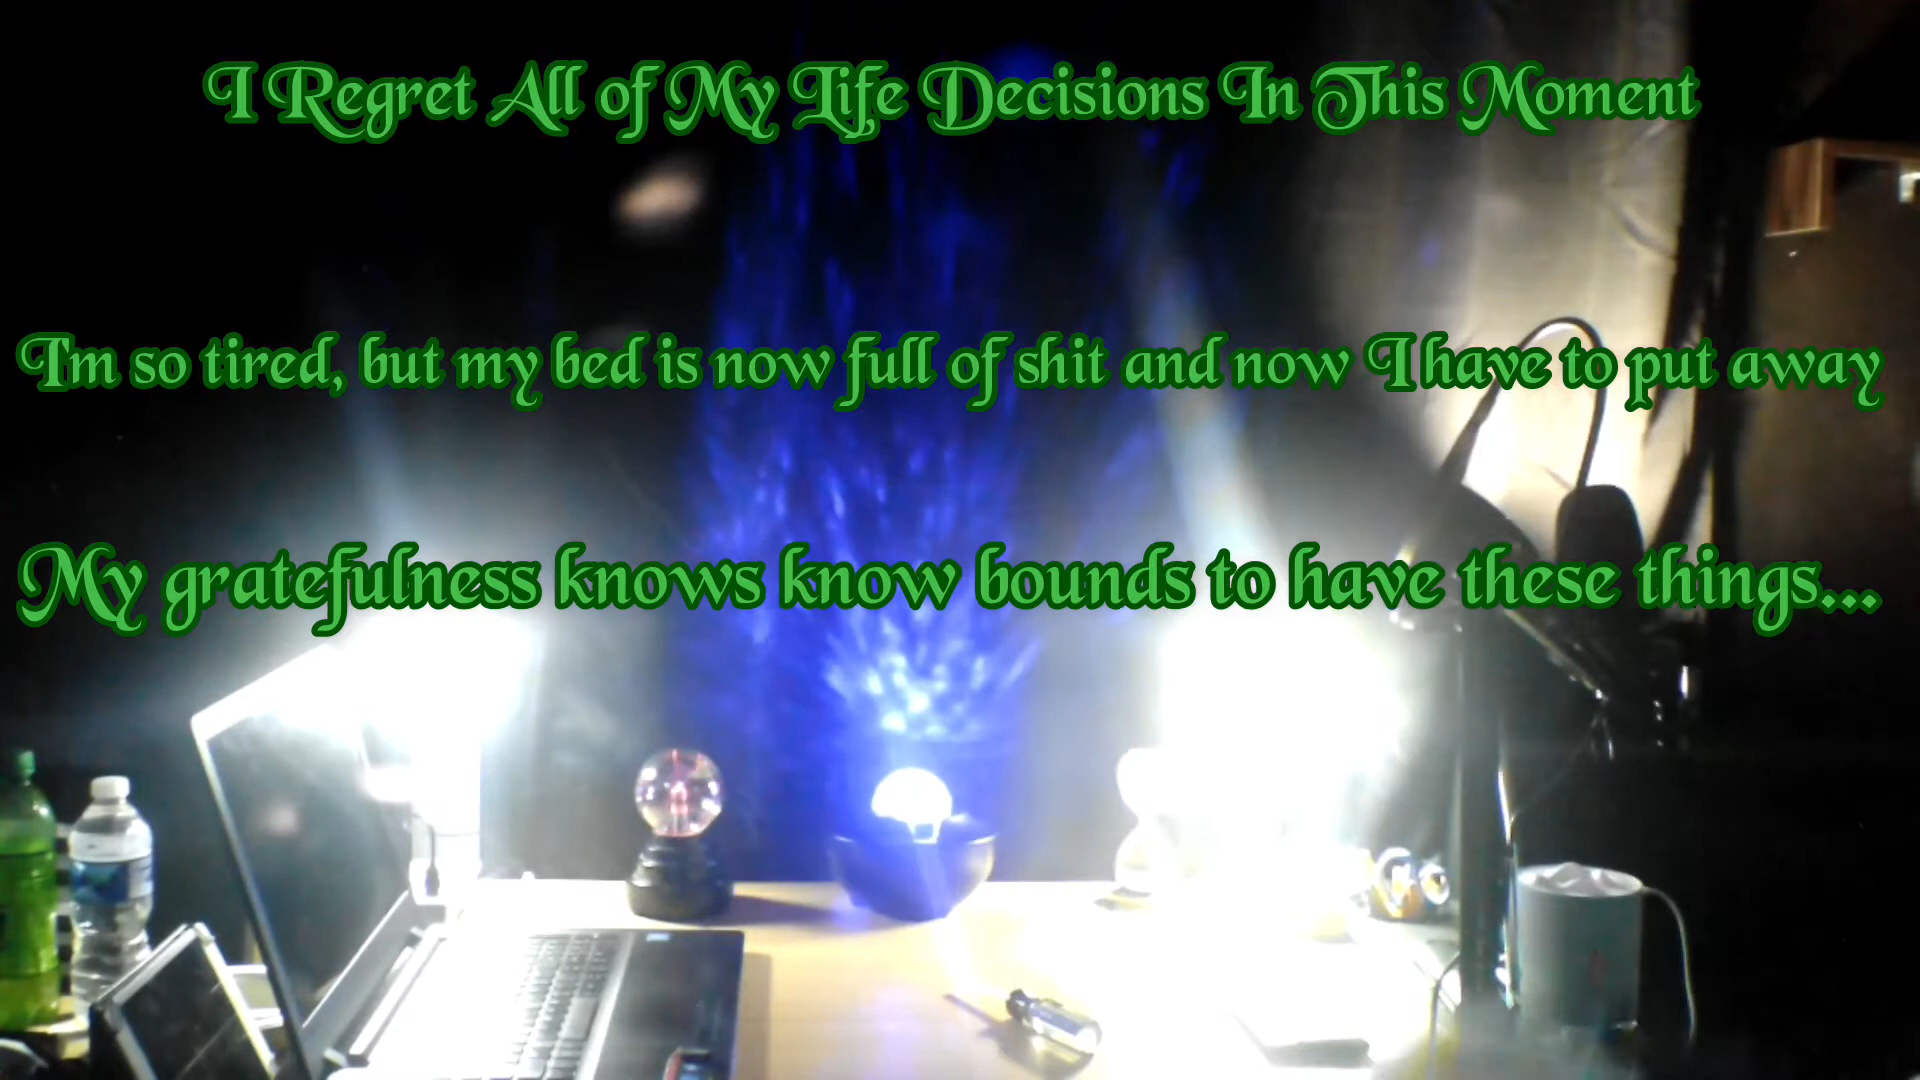 I Regret All of My Life Decisions In This Moment
I'm so tired, but my bed is now full of shit and now I have to put away
My gratefulness knows know bounds to have these things...